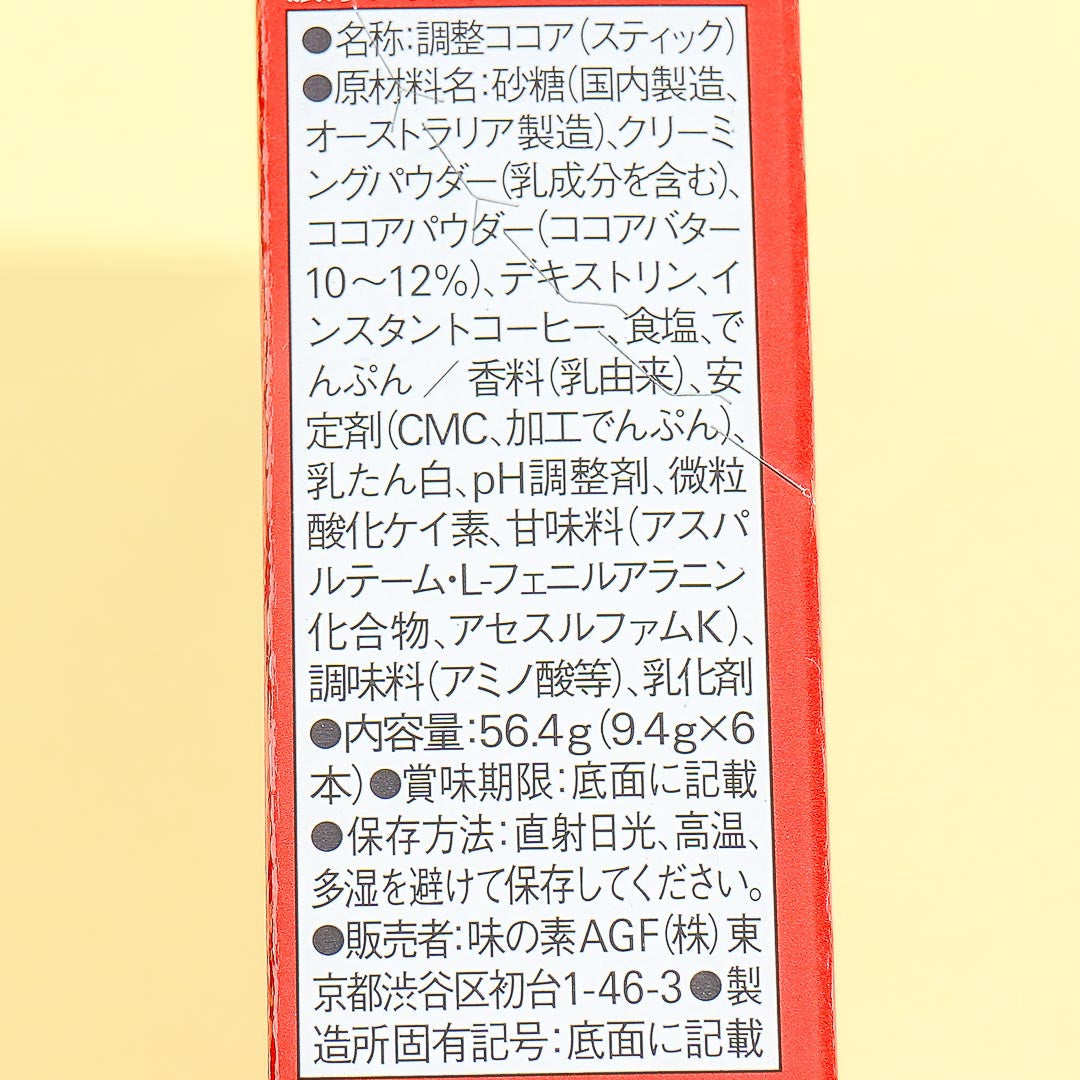 ●名称:調整ココア(スティック)
●原材料名:砂糖(国内製造、
オーストラリア製造)、クリーミ
ングパウダー(乳成分を含む)、
ココアパウダー(ココアバター
10〜12%)、デキストリン、イ
ンスタントコーヒー、食塩、で
んぷん／香料(乳由来)、安
定剤(CMC、加工でんぷん)、
乳たん白、pH調整剤、微粒
酸化ケイ素、甘味料(アスパ
ルテーム・L-フェニルアラニン
化合物、アセスルファムK)、
調味料(アミノ酸等)、乳化剤
●内容量:56.4g(9.4g×6
本)●賞味期限:底面に記載
●保存方法:直射日光、高温、
多湿を避けて保存してください。
●販売者:味の素AGF(株)東
京都渋谷区初台1-46-3●製
造所固有記号:底面に記載